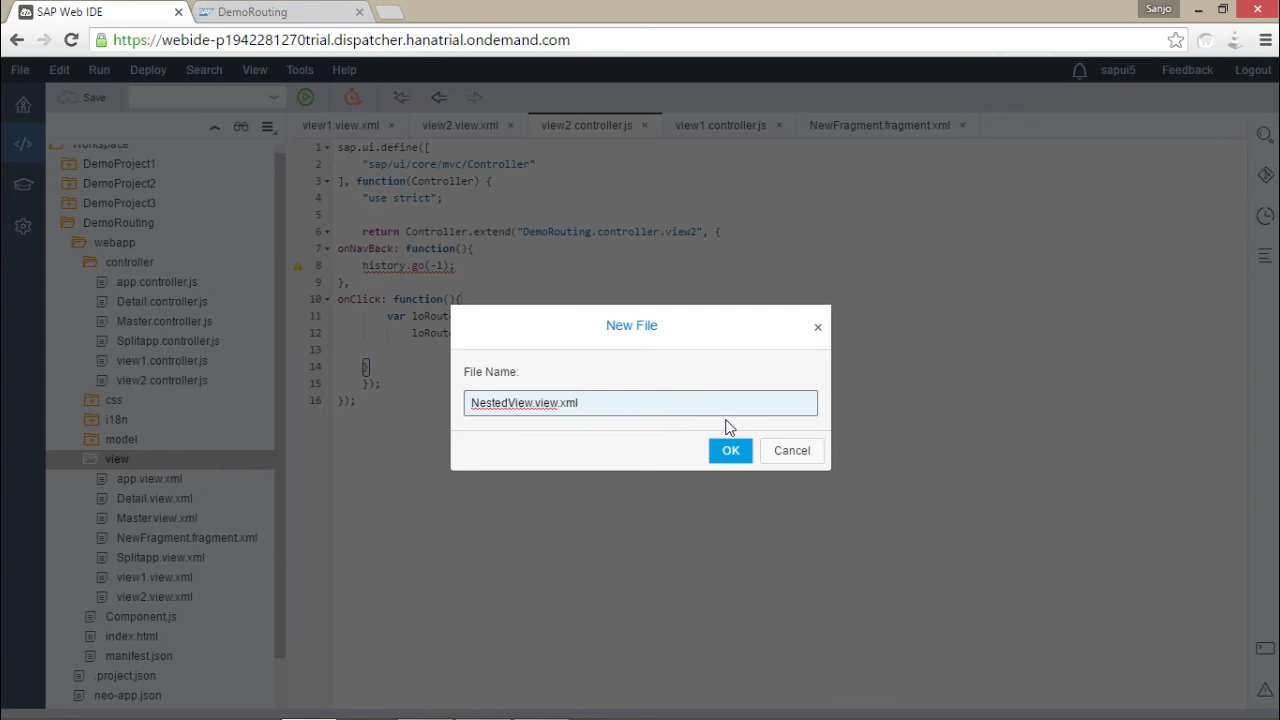 SAP Web IDE
DemoRouting
Sanjo
https://webide-p1942281270trial.dispatcher.hanatrial.ondemand.com
File Edit Run Deploy Search View Tools Help
sapui5 Feedback Logout
Save
view1.view.xml view2.view.xml view2.controller.js view1.controller.js NewFragment.fragment.xml
Workspace
DemoProject1
DemoProject2
DemoProject3
DemoRouting
webapp
controller
app.controller.js
Detail.controller.js
Master.controller.js
Splitapp.controller.js
view1.controller.js
view2.controller.js
css
i18n
model
view
app.view.xml
Detail.view.xml
Master.view.xml
NewFragment.fragment.xml
Splitapp.view.xml
view1.view.xml
view2.view.xml
Component.js
index.html
manifest.json
.project.json
neo-app.json
1 sap.ui.define([
2 "sap/ui/core/mvc/Controller"
3 ], function(Controller) {
4 "use strict";
5
6 return Controller.extend("DemoRouting.controller.view2", {
7 onNavBack: function(){
8 history.go(-1);
9 },
10 onClick: function(){
11 var loRout
12 loRout
13
14 }
15 });
16 });
New File
File Name:
NestedView.view.xml
OK Cancel